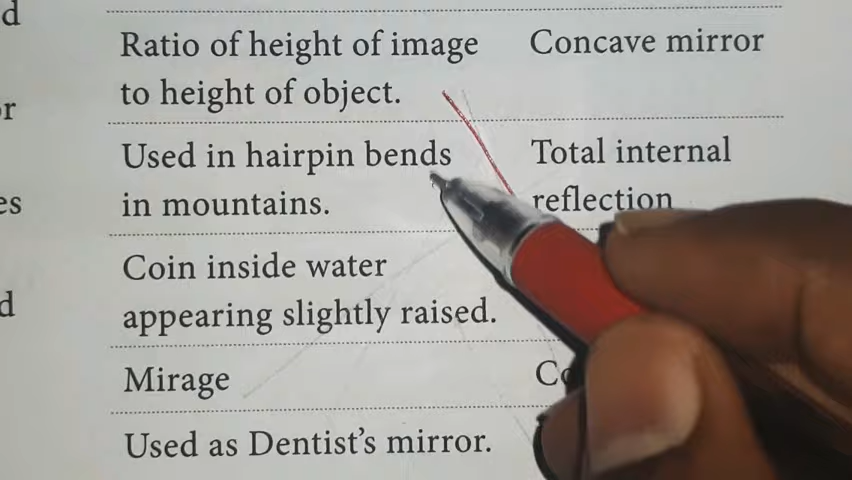 d
Ratio of height of image
to height of object.
Concave mirror
r
Used in hairpin bends
in mountains.
Total internal
reflection
es
Coin inside water
appearing slightly raised.
d
Mirage
Used as Dentist's mirror.